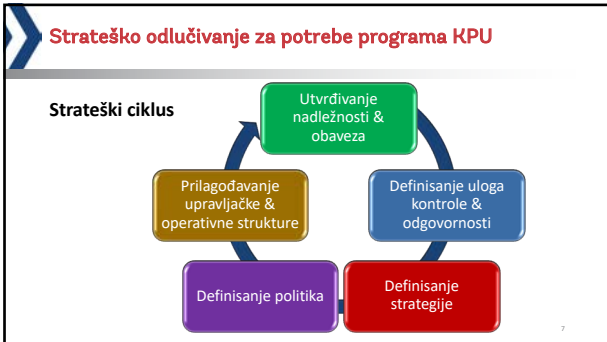 Strateško odlučivanje za potrebe programa KPU
Strateški ciklus
Utvrđivanje
nadležnosti &
obaveza
Definisanje uloga
kontrole &
odgovornosti
Definisanje
strategije
Definisanje politika
Prilagođavanje
upravljačke &
operativne strukture
7